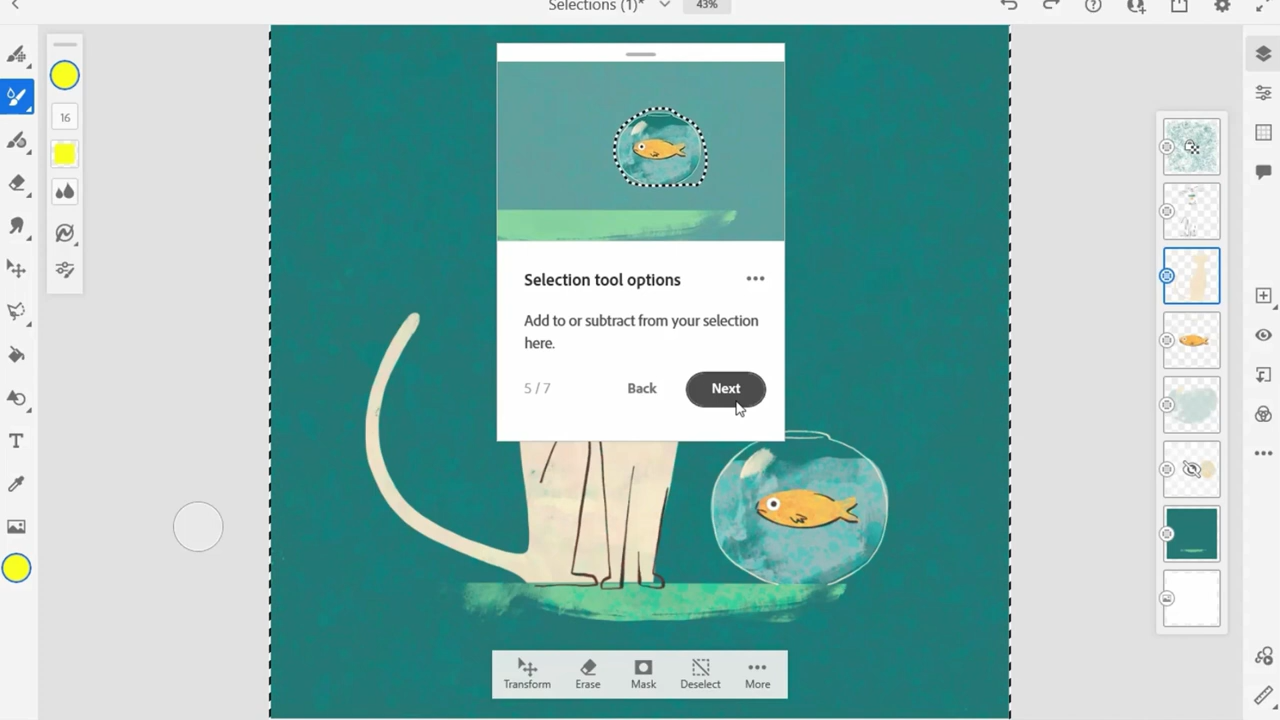 Selections (1)*
43%
16
Selection tool options
Add to or subtract from your selection
here.
5 / 7
Back
Next
T
Transform
Erase
Mask
Deselect
More